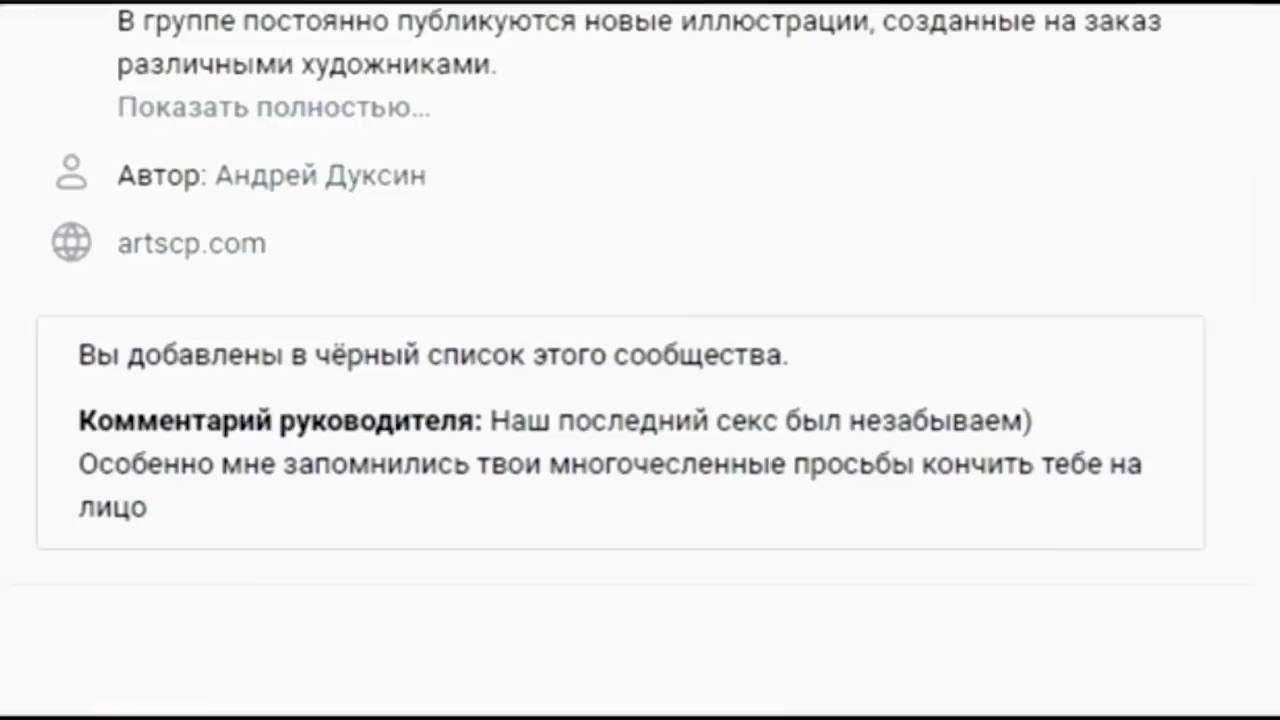 В группе постоянно публикуются новые иллюстрации, созданные на заказ
различными художниками.
Показать полностью...
Автор: Андрей Дуксин
artscp.com
Вы добавлены в чёрный список этого сообщества.
Комментарий руководителя: Наш последний секс был незабываем)
Особенно мне запомнились твои многочесленные просьбы кончить тебе на
лицо